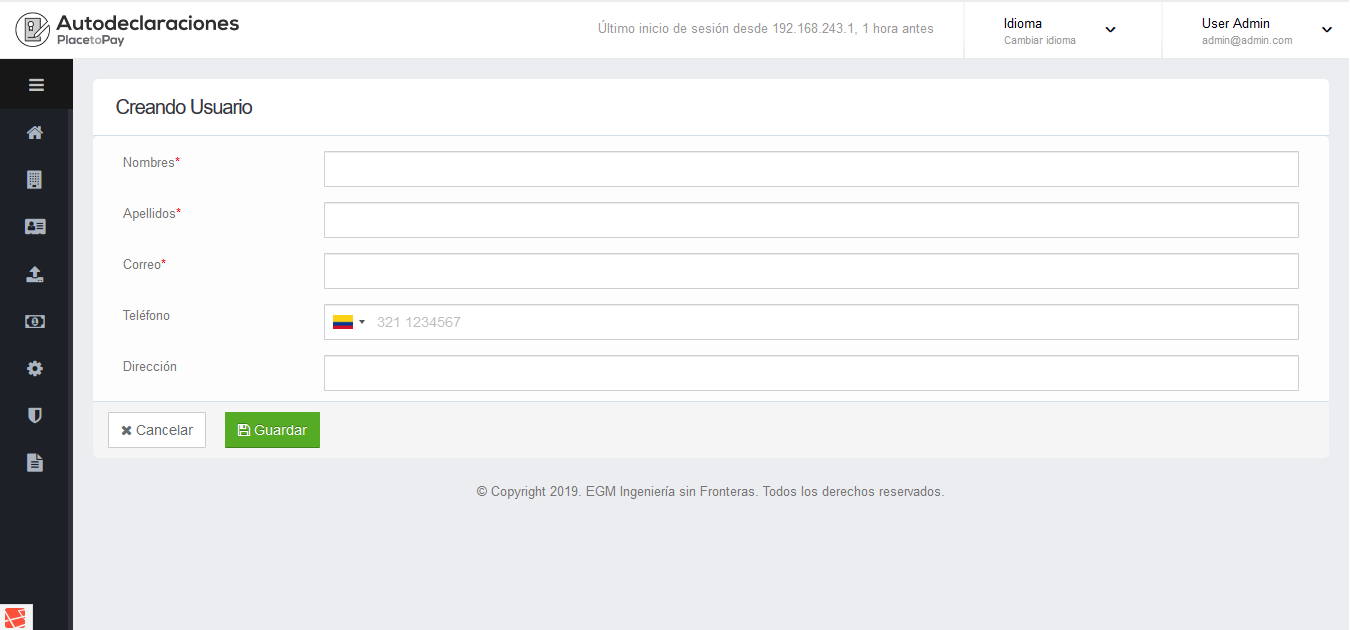 Autodeclaraciones
PlacetoPay
Último inicio de sesión desde 192.168.243.1, 1 hora antes
Idioma
Cambiar idioma
User Admin
admin@admin.com
Creando Usuario
Nombres*
Apellidos*
Correo*
Teléfono
321 1234567
Dirección
Cancelar
Guardar
© Copyright 2019. EGM Ingeniería sin Fronteras. Todos los derechos reservados.